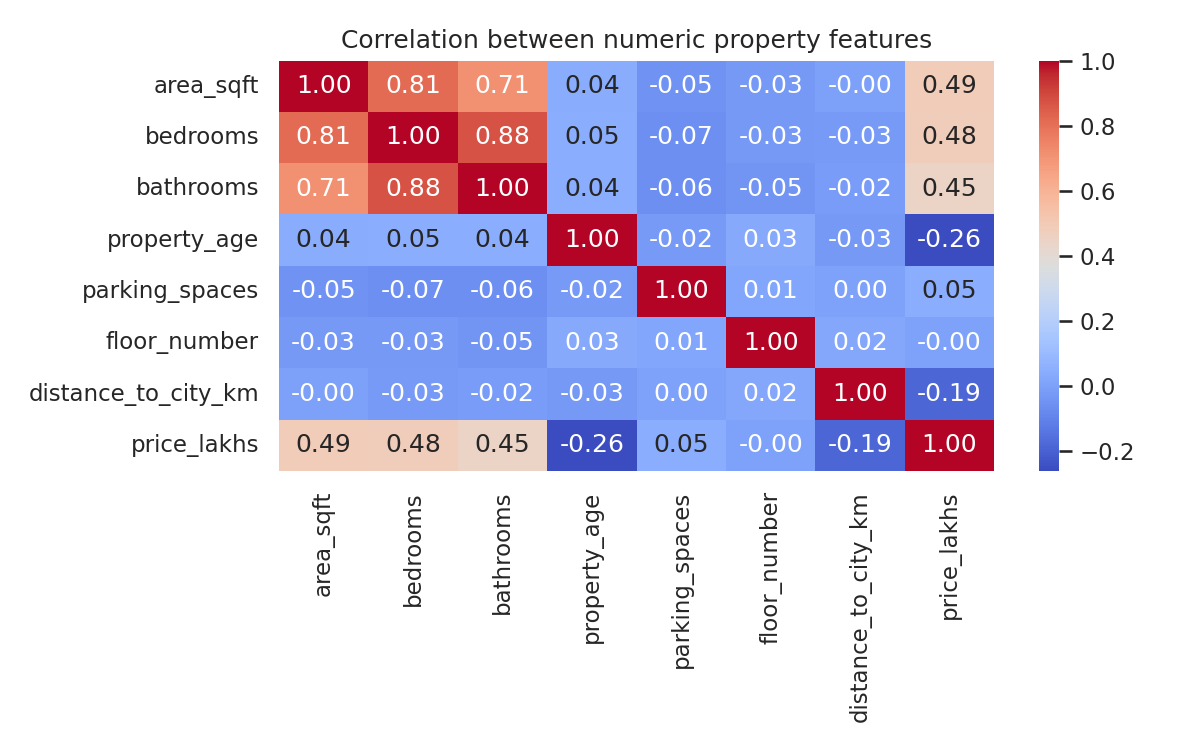 Correlation between numeric property features
area_sqft 1.00 0.81 0.71 0.04 -0.05 -0.03 -0.00 0.49
bedrooms 0.81 1.00 0.88 0.05 -0.07 -0.03 -0.03 0.48
bathrooms 0.71 0.88 1.00 0.04 -0.06 -0.05 -0.02 0.45
property_age 0.04 0.05 0.04 1.00 -0.02 0.03 -0.03 -0.26
parking_spaces -0.05 -0.07 -0.06 -0.02 1.00 0.01 0.00 0.05
floor_number -0.03 -0.03 -0.05 0.03 0.01 1.00 0.02 -0.00
distance_to_city_km -0.00 -0.03 -0.02 -0.03 0.00 0.02 1.00 -0.19
price_lakhs 0.49 0.48 0.45 -0.26 0.05 -0.00 -0.19 1.00
area_sqft
bedrooms
bathrooms
property_age
parking_spaces
floor_number
distance_to_city_km
price_lakhs
1.0
0.8
0.6
0.4
0.2
0.0
−0.2